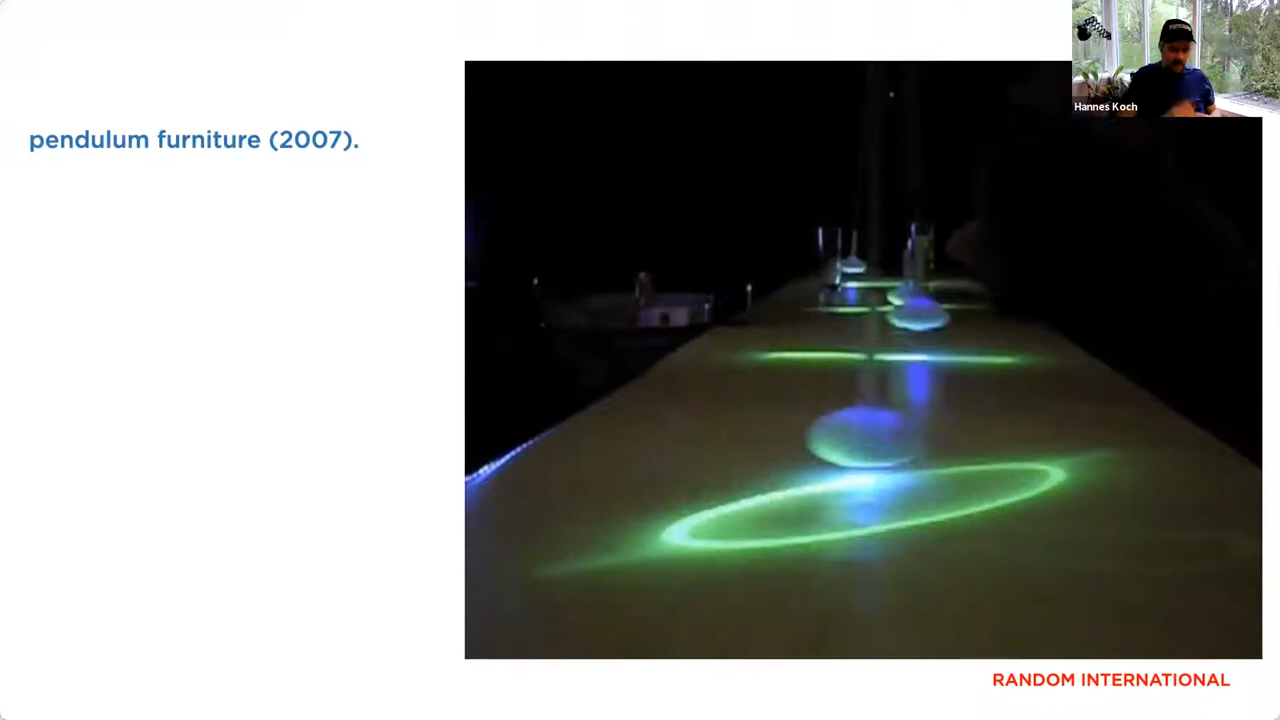 Hannes Koch
pendulum furniture (2007).
RANDOM INTERNATIONAL